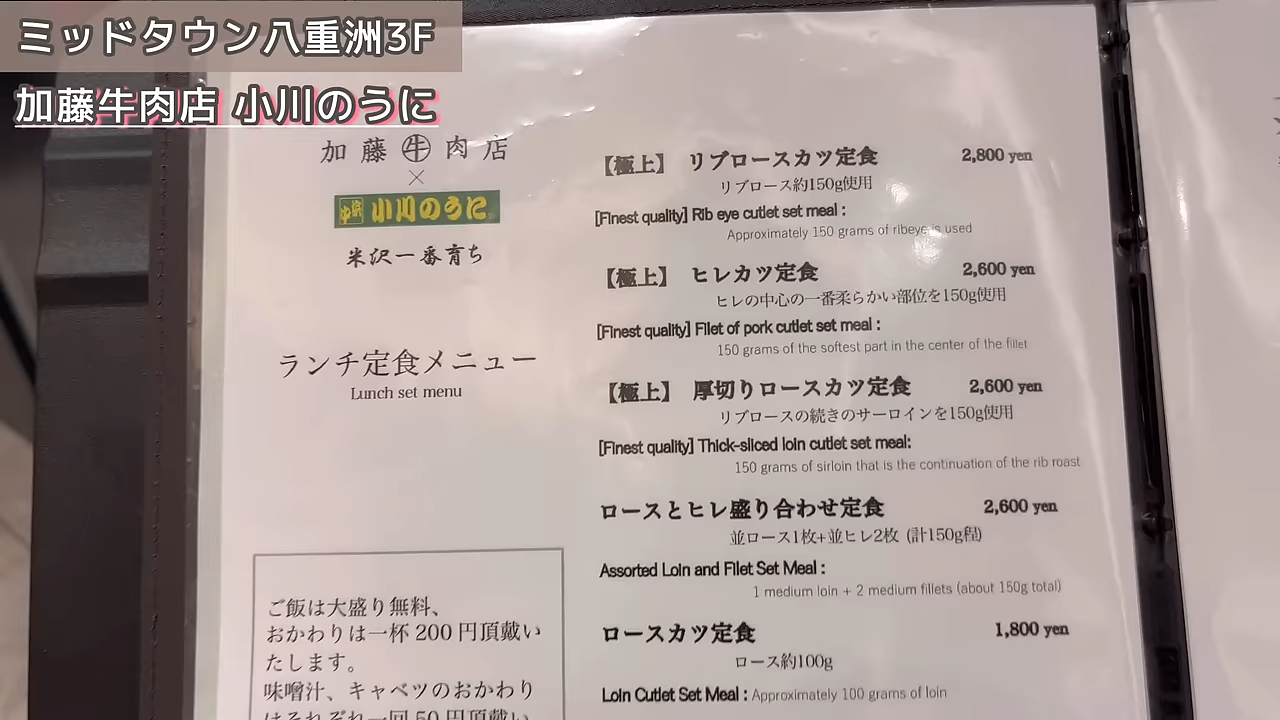 ミッドタウン八重洲3F
加藤牛肉店 小川のうに
加藤牛肉店
×
小川のうに
米沢一番育ち
ランチ定食メニュー
Lunch set menu
ご飯は大盛り無料、
おかわりは一杯200円頂戴い
たします。
味噌汁、キャベツのおかわり
はそれぞれ一回50円頂戴い
【極上】 リブロースカツ定食 2,800 yen
リブロース約150g使用
[Finest quality] Rib eye cutlet set meal :
Approximately 150 grams of ribeye is used
【極上】 ヒレカツ定食 2,600 yen
ヒレの中心の一番柔らかい部位を150g使用
[Finest quality] Filet of pork cutlet set meal :
150 grams of the softest part in the center of the fillet
【極上】 厚切りロースカツ定食 2,600 yen
リブロースの続きのサーロインを150g使用
[Finest quality] Thick-sliced loin cutlet set meal:
150 grams of sirloin that is the continuation of the rib roast
ロースとヒレ盛り合わせ定食 2,600 yen
並ロース1枚+並ヒレ2枚 (計150g程)
Assorted Loin and Filet Set Meal :
1 medium loin + 2 medium fillets (about 150g total)
ロースカツ定食 1,800 yen
ロース約100g
Loin Cutlet Set Meal : Approximately 100 grams of loin